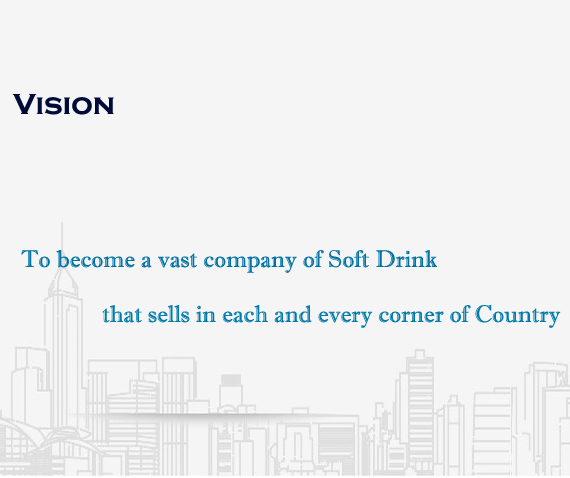 Vision
To become a vast company of Soft Drink
that sells in each and every corner of Country